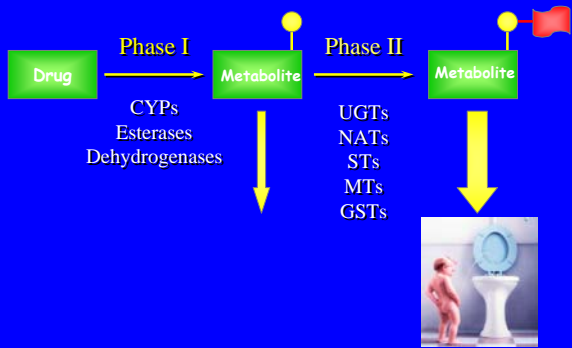 Phase I
Phase II
Drug
Metabolite
Metabolite
CYPs
Esterases
Dehydrogenases
UGTs
NATs
STs
MTs
GSTs